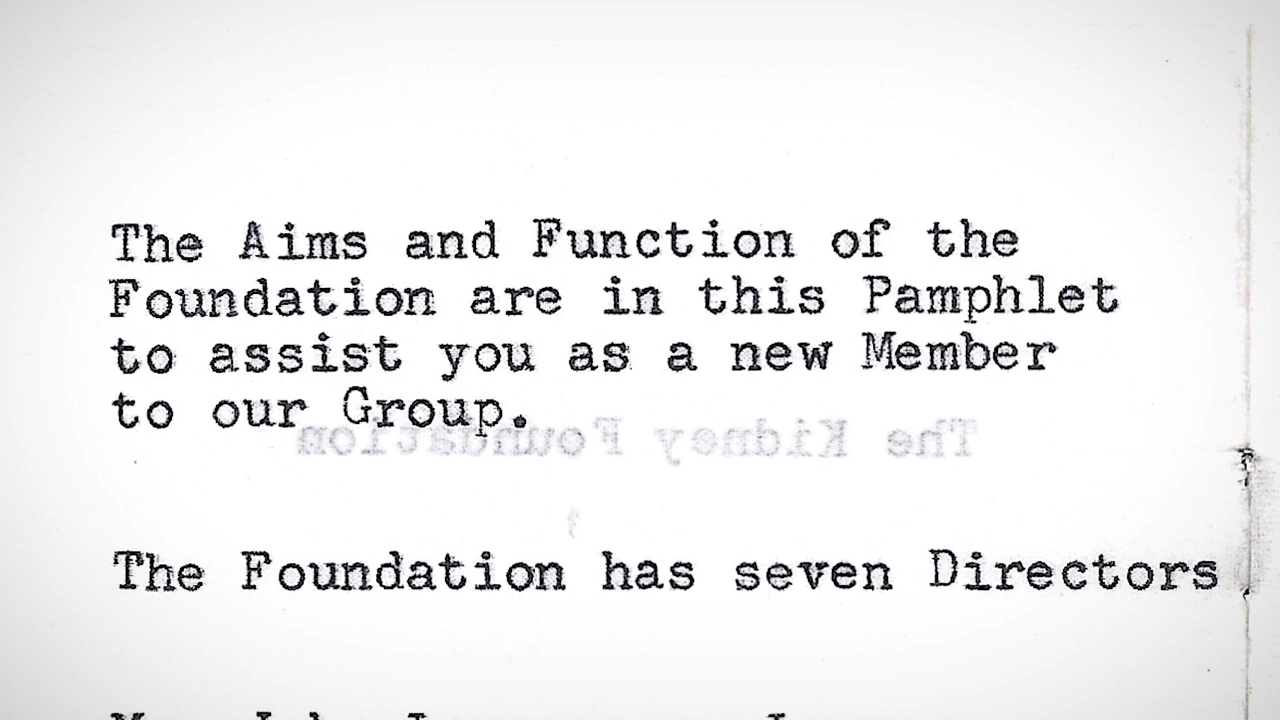 The Aims and Function of the
Foundation are in this Pamphlet
to assist you as a new Member
to our Group.
The Kidney Foundation
The Foundation has seven Directors